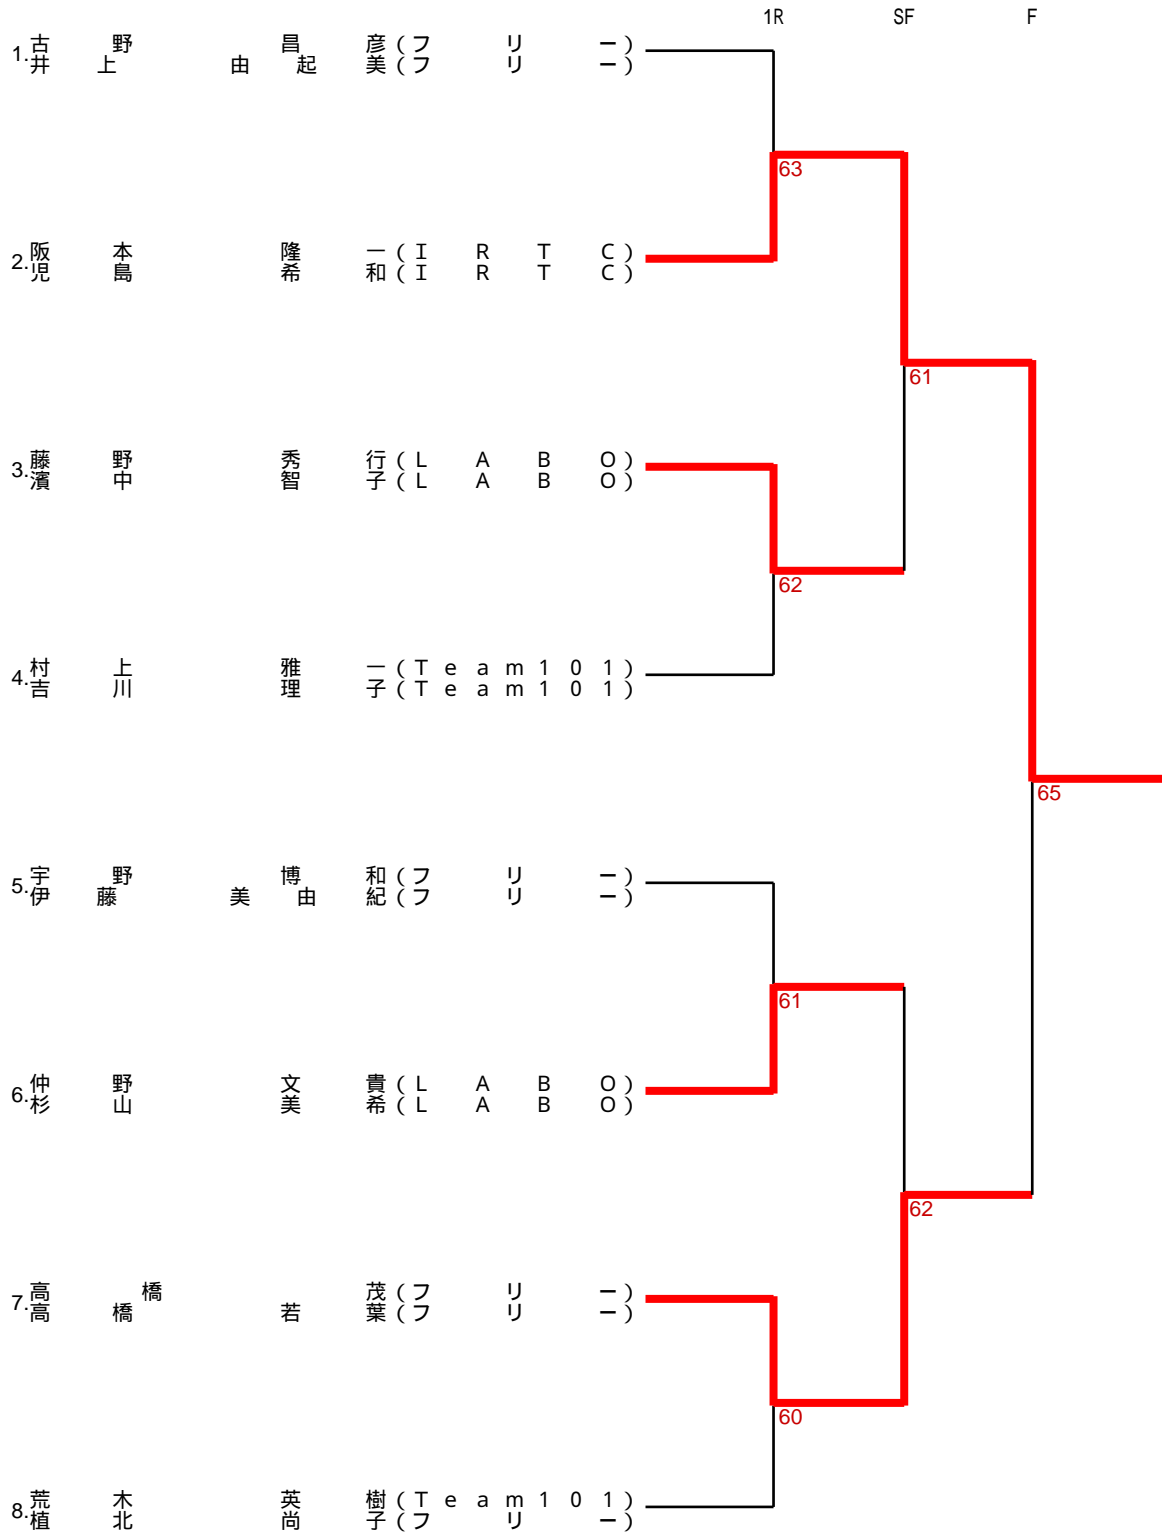 1R SF F
1. 古野 昌彦(フリー)
井上 由起美(フリー)
63
2. 阪本 隆一(IRTC)
児島 希和(IRTC)
61
3. 藤野 秀行(LABO)
濱中 智子(LABO)
62
4. 村上 雅一(Team101)
吉川 理子(Team101)
65
5. 宇野 博和(フリー)
伊藤 美由紀(フリー)
61
6. 仲野 文貴(LABO)
杉山 美希(LABO)
62
7. 高橋 茂(フリー)
高橋 若葉(フリー)
60
8. 荒木 英樹(Team101)
植北 尚子(フリー)